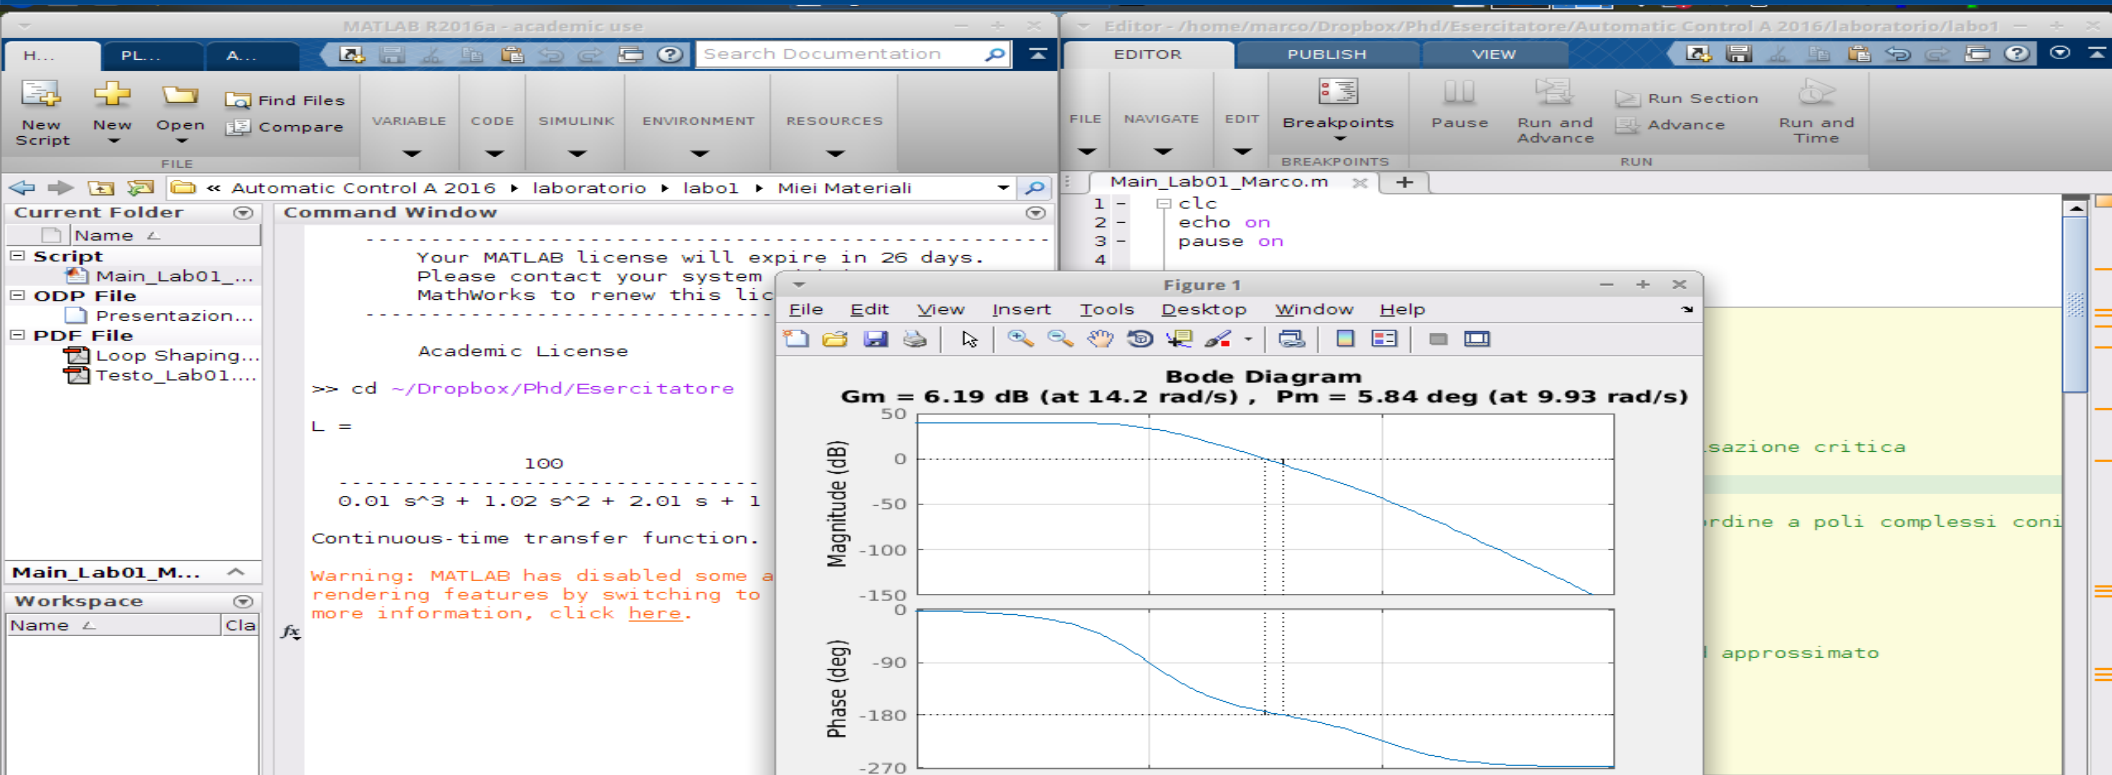 MATLAB R2016a - academic use
H...
PL...
A...
Search Documentation
New Script
New
Open
Find Files
Compare
FILE
VARIABLE
CODE
SIMULINK
ENVIRONMENT
RESOURCES
« Automatic Control A 2016 ▸ laboratorio ▸ labo1 ▸ Miei Materiali
Current Folder
Name
Script
Main_Lab01_...
ODP File
Presentazion...
PDF File
Loop Shaping...
Testo_Lab01....
Main_Lab01_M...
Workspace
Name
Cla
Command Window
-----------------------------------------------------
Your MATLAB license will expire in 26 days.
Please contact your system
MathWorks to renew this lic
--------------------------------
Academic License
>> cd ~/Dropbox/Phd/Esercitatore
L =
100
-------------------------------
0.01 s^3 + 1.02 s^2 + 2.01 s + 1
Continuous-time transfer function.
Warning: MATLAB has disabled some a
rendering features by switching to
more information, click here.
fx
Editor - /home/marco/Dropbox/Phd/Esercitatore/Automatic Control A 2016/laboratorio/labo1
EDITOR
PUBLISH
VIEW
FILE
NAVIGATE
EDIT
Breakpoints
BREAKPOINTS
Pause
Run and Advance
Run Section
Advance
Run and Time
RUN
Main_Lab01_Marco.m
1 - clc
2 - echo on
3 - pause on
4
sazione critica
rdine a poli complessi coni
approssimato
Figure 1
File Edit View Insert Tools Desktop Window Help
Bode Diagram
Gm = 6.19 dB (at 14.2 rad/s) , Pm = 5.84 deg (at 9.93 rad/s)
Magnitude (dB)
50
0
-50
-100
-150
Phase (deg)
0
-90
-180
-270